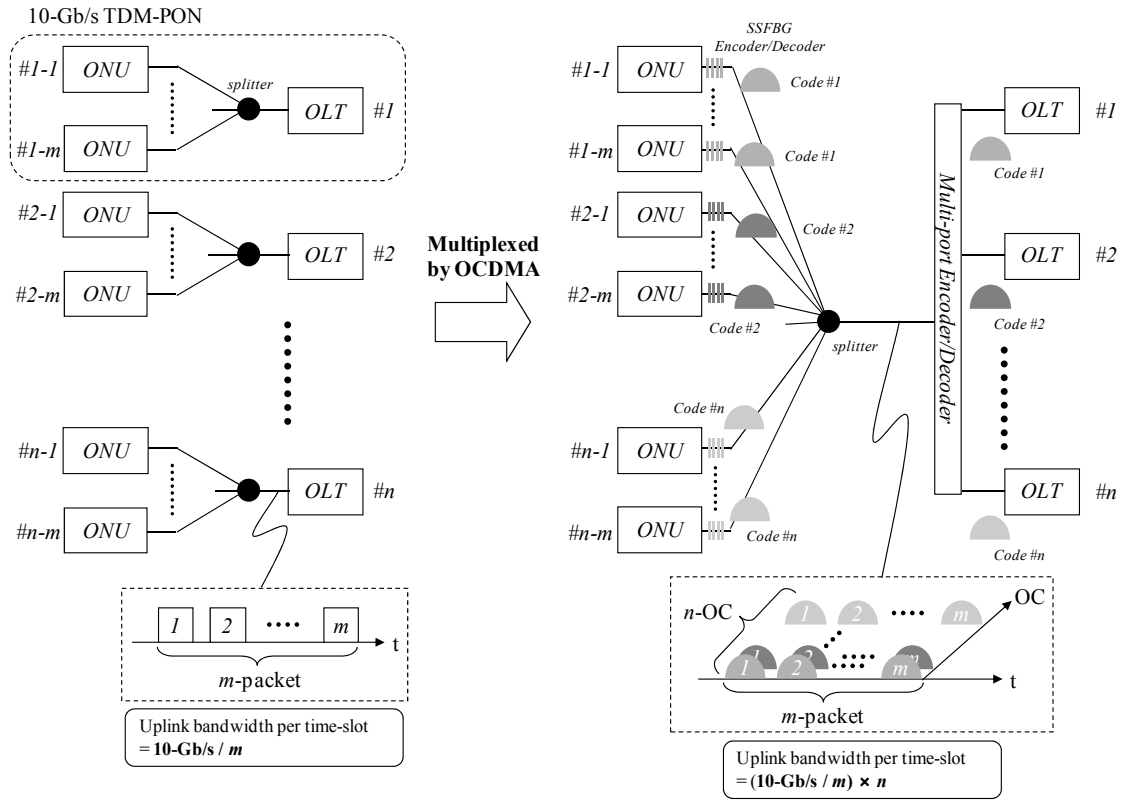 10-Gb/s TDM-PON
#1-1
ONU
splitter
OLT
#1
#1-m
ONU
#2-1
ONU
OLT
#2
#2-m
ONU
#n-1
ONU
OLT
#n
#n-m
ONU
1
2
m
t
m-packet
Uplink bandwidth per time-slot
= 10-Gb/s / m
Multiplexed
by OCDMA
SSFBG
Encoder/Decoder
#1-1
ONU
Code #1
#1-m
ONU
Code #1
#2-1
ONU
Code #2
#2-m
ONU
Code #2
splitter
Code #n
#n-1
ONU
#n-m
ONU
Code #n
Multi-port Encoder/Decoder
OLT
#1
Code #1
OLT
#2
Code #2
OLT
#n
Code #n
n-OC
OC
1
2
m
1
2
m
1
2
m
t
m-packet
Uplink bandwidth per time-slot
= (10-Gb/s / m) × n